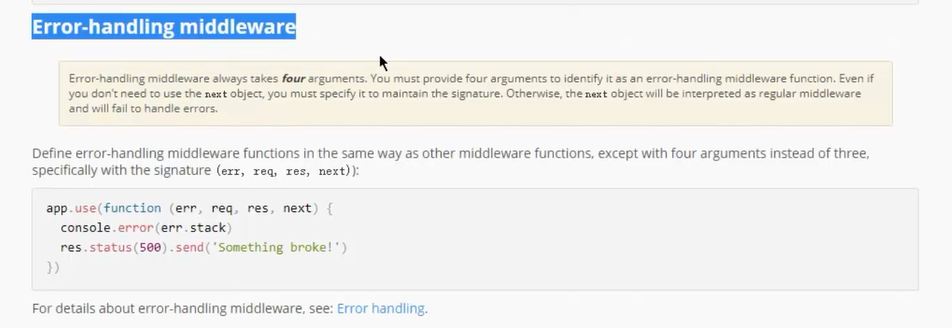 Error-handling middleware
Error-handling middleware always takes four arguments. You must provide four arguments to identify it as an error-handling middleware function. Even if
you don't need to use the next object, you must specify it to maintain the signature. Otherwise, the next object will be interpreted as regular middleware
and will fail to handle errors.
Define error-handling middleware functions in the same way as other middleware functions, except with four arguments instead of three,
specifically with the signature (err, req, res, next)):
app.use(function (err, req, res, next) {
  console.error(err.stack)
  res.status(500).send('Something broke!')
})
For details about error-handling middleware, see: Error handling.